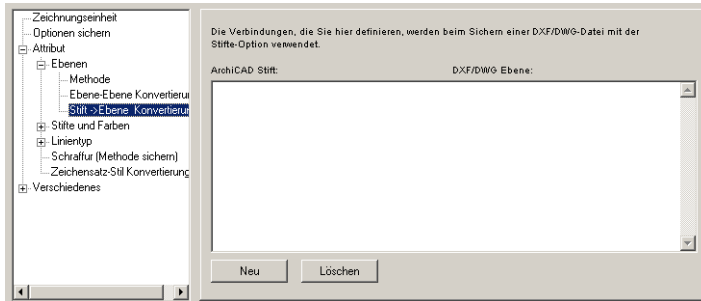 Zeichnungseinheit
Optionen sichern
Attribut
Ebenen
Methode
Ebene-Ebene Konvertierur
Stift->Ebene Konvertierur
Stifte und Farben
Linientyp
Schraffur (Methode sichern)
Zeichensatz-Stil Konvertierung
Verschiedenes
Die Verbindungen, die Sie hier definieren, werden beim Sichern einer DXF/DWG-Datei mit der
Stifte-Option verwendet.
ArchiCAD Stift: DXF/DWG Ebene:
Neu Löschen